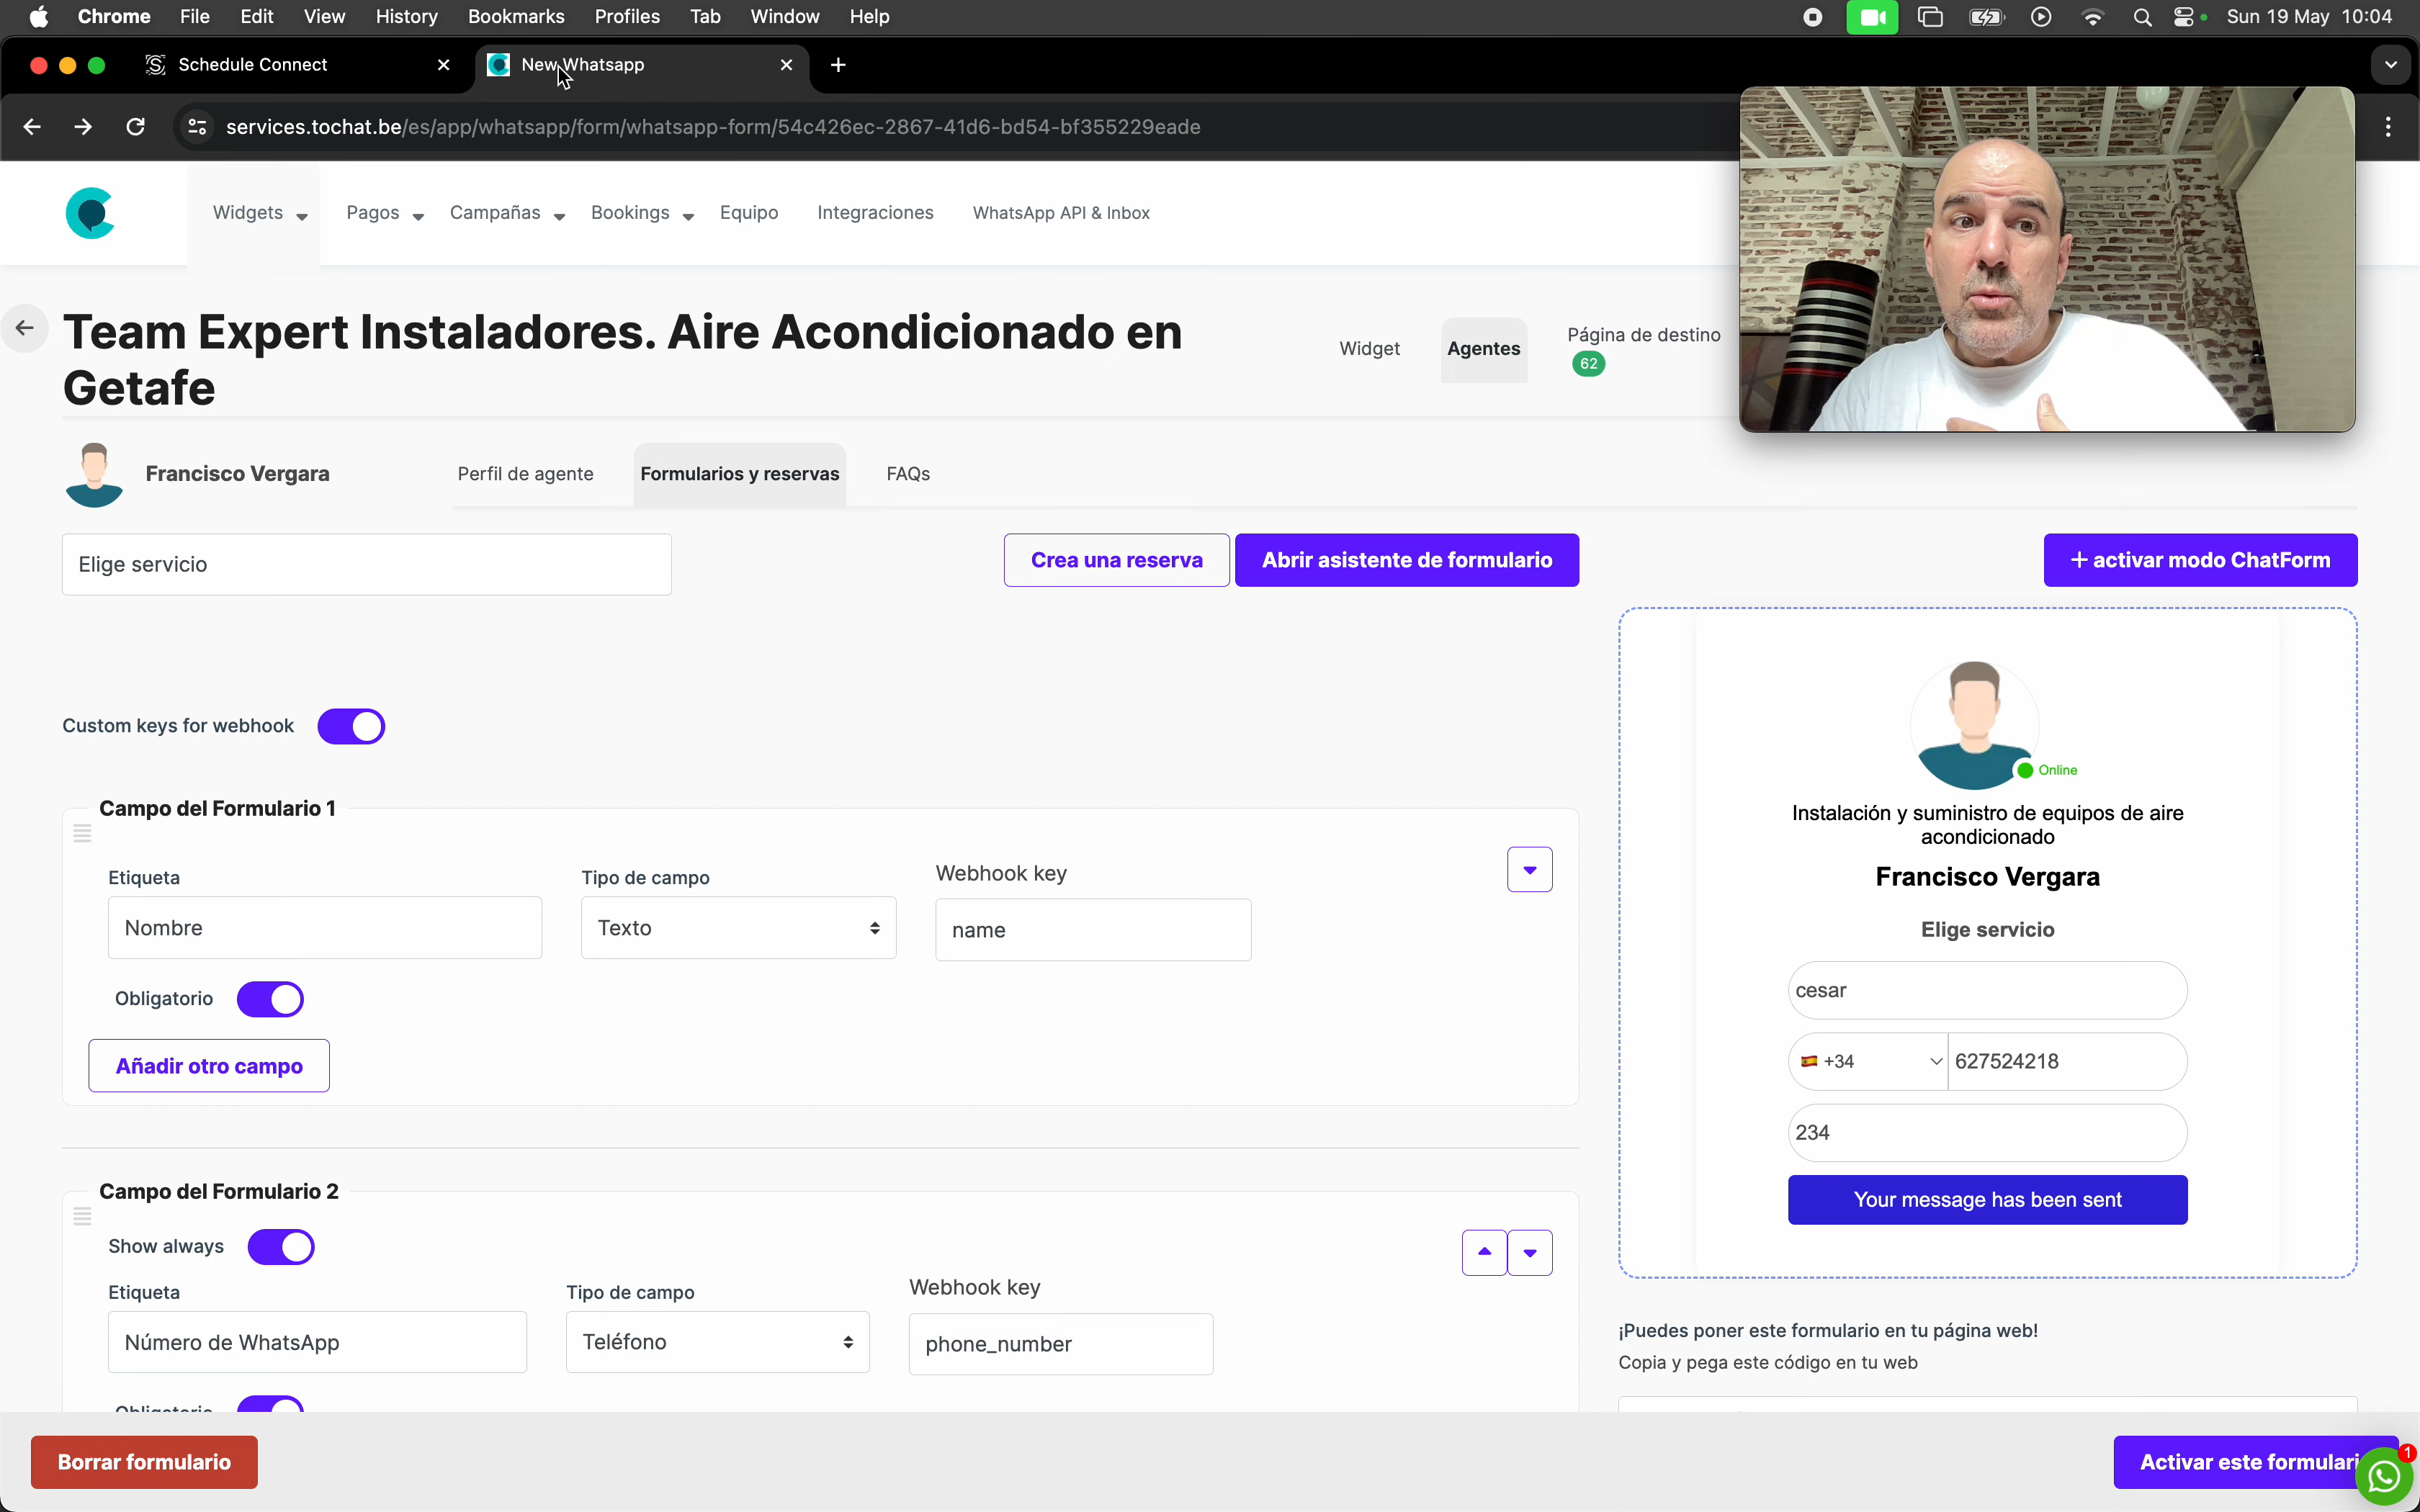 Chrome File Edit View History Bookmarks Profiles Tab Window Help Sun 19 May 10:04
Schedule Connect New Whatsapp
services.tochat.be/es/app/whatsapp/form/whatsapp-form/54c426ec-2867-41d6-bd54-bf355229eade
Widgets Pagos Campañas Bookings Equipo Integraciones WhatsApp API & Inbox
Team Expert Instaladores. Aire Acondicionado en
Getafe
Widget Agentes Página de destino
62
Francisco Vergara Perfil de agente Formularios y reservas FAQs
Elige servicio Crea una reserva Abrir asistente de formulario + activar modo ChatForm
Custom keys for webhook
Campo del Formulario 1
Etiqueta Tipo de campo Webhook key
Nombre Texto name
Obligatorio
Añadir otro campo
Campo del Formulario 2
Show always
Etiqueta Tipo de campo Webhook key
Número de WhatsApp Teléfono phone_number
Obligatorio
Online
Instalación y suministro de equipos de aire
acondicionado
Francisco Vergara
Elige servicio
cesar
+34 627524218
234
Your message has been sent
¡Puedes poner este formulario en tu página web!
Copia y pega este código en tu web
Borrar formulario Activar este formulari
1